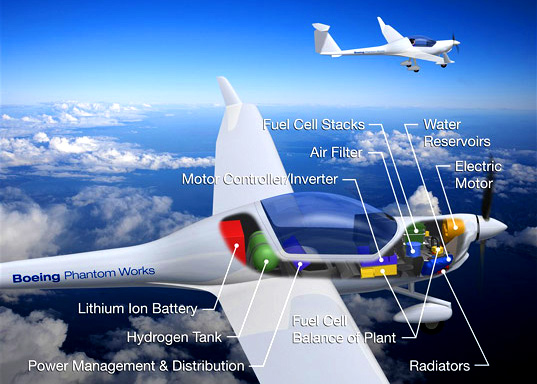 Fuel Cell Stacks
Water
Reservoirs
Air Filter
Electric
Motor
Motor Controller/Inverter
Boeing Phantom Works
Lithium Ion Battery
Hydrogen Tank
Fuel Cell
Balance of Plant
Power Management & Distribution
Radiators